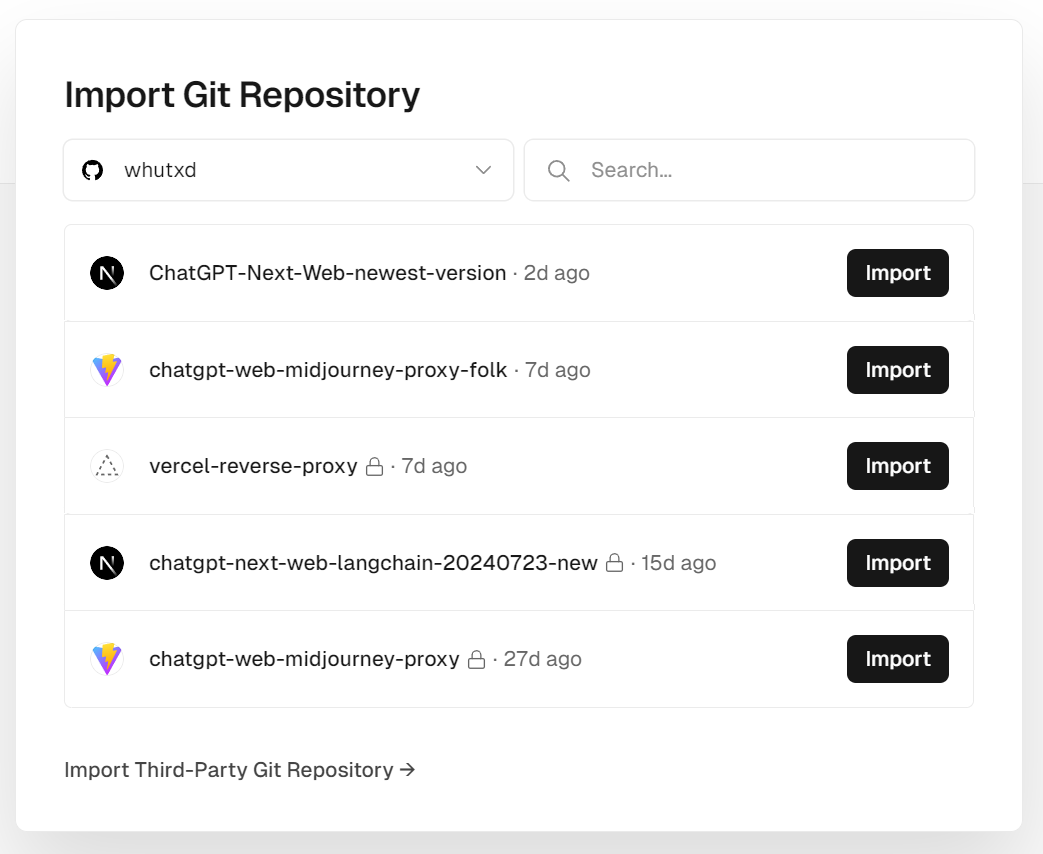 Import Git Repository
whutxd
Search...
ChatGPT-Next-Web-newest-version · 2d ago
Import
chatgpt-web-midjourney-proxy-folk · 7d ago
Import
vercel-reverse-proxy · 7d ago
Import
chatgpt-next-web-langchain-20240723-new · 15d ago
Import
chatgpt-web-midjourney-proxy · 27d ago
Import
Import Third-Party Git Repository →